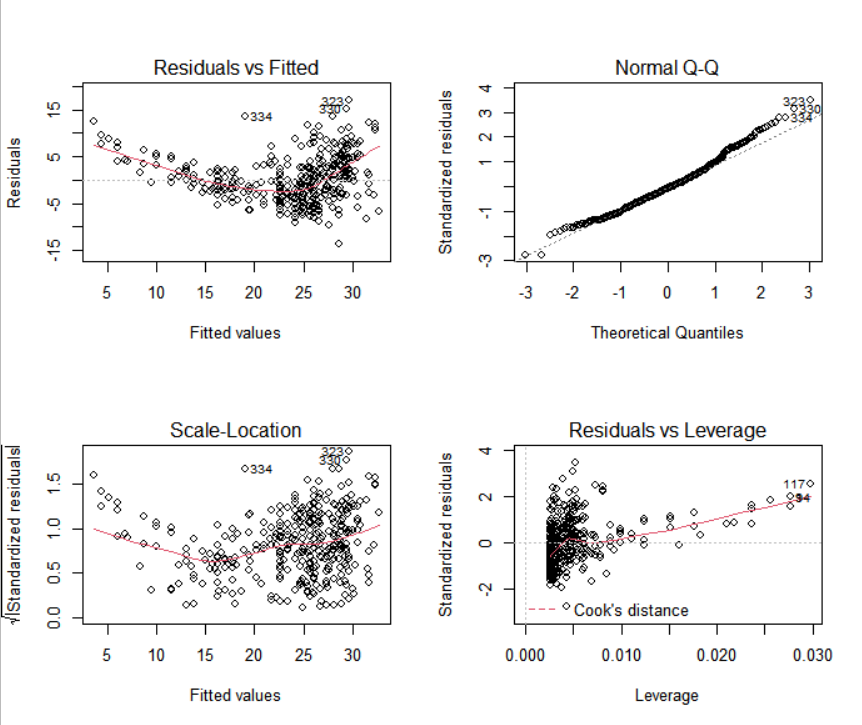 Residuals vs Fitted
Residuals
15
5
-5
-15
323
330
334
5 10 15 20 25 30
Fitted values
Normal Q-Q
Standardized residuals
4
3
2
1
-1
-3
323
330
334
-3 -2 -1 0 1 2 3
Theoretical Quantiles
Scale-Location
√|Standardized residuals|
1.5
1.0
0.5
0.0
323
330
334
5 10 15 20 25 30
Fitted values
Residuals vs Leverage
Standardized residuals
4
2
0
-2
117
94
Cook's distance
0.000 0.010 0.020 0.030
Leverage